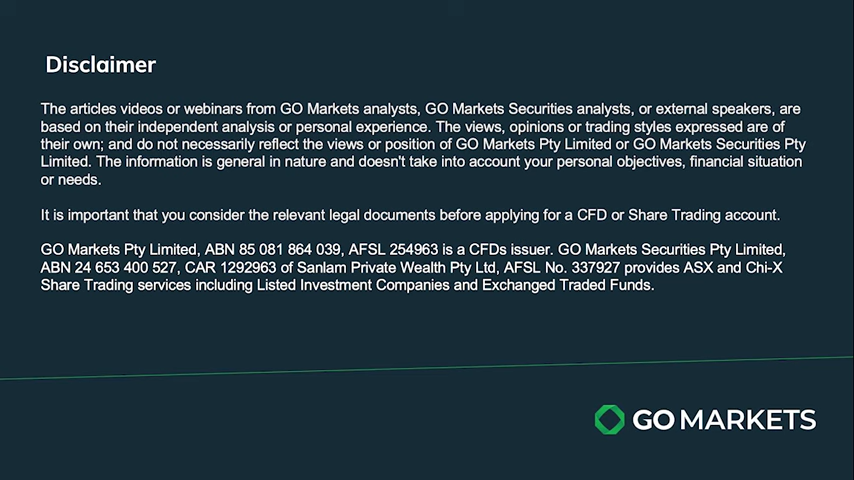 Disclaimer
The articles videos or webinars from GO Markets analysts, GO Markets Securities analysts, or external speakers, are
based on their independent analysis or personal experience. The views, opinions or trading styles expressed are of
their own; and do not necessarily reflect the views or position of GO Markets Pty Limited or GO Markets Securities Pty
Limited. The information is general in nature and doesn't take into account your personal objectives, financial situation
or needs.
It is important that you consider the relevant legal documents before applying for a CFD or Share Trading account.
GO Markets Pty Limited, ABN 85 081 864 039, AFSL 254963 is a CFDs issuer. GO Markets Securities Pty Limited,
ABN 24 653 400 527, CAR 1292963 of Sanlam Private Wealth Pty Ltd, AFSL No. 337927 provides ASX and Chi-X
Share Trading services including Listed Investment Companies and Exchanged Traded Funds.
GO MARKETS